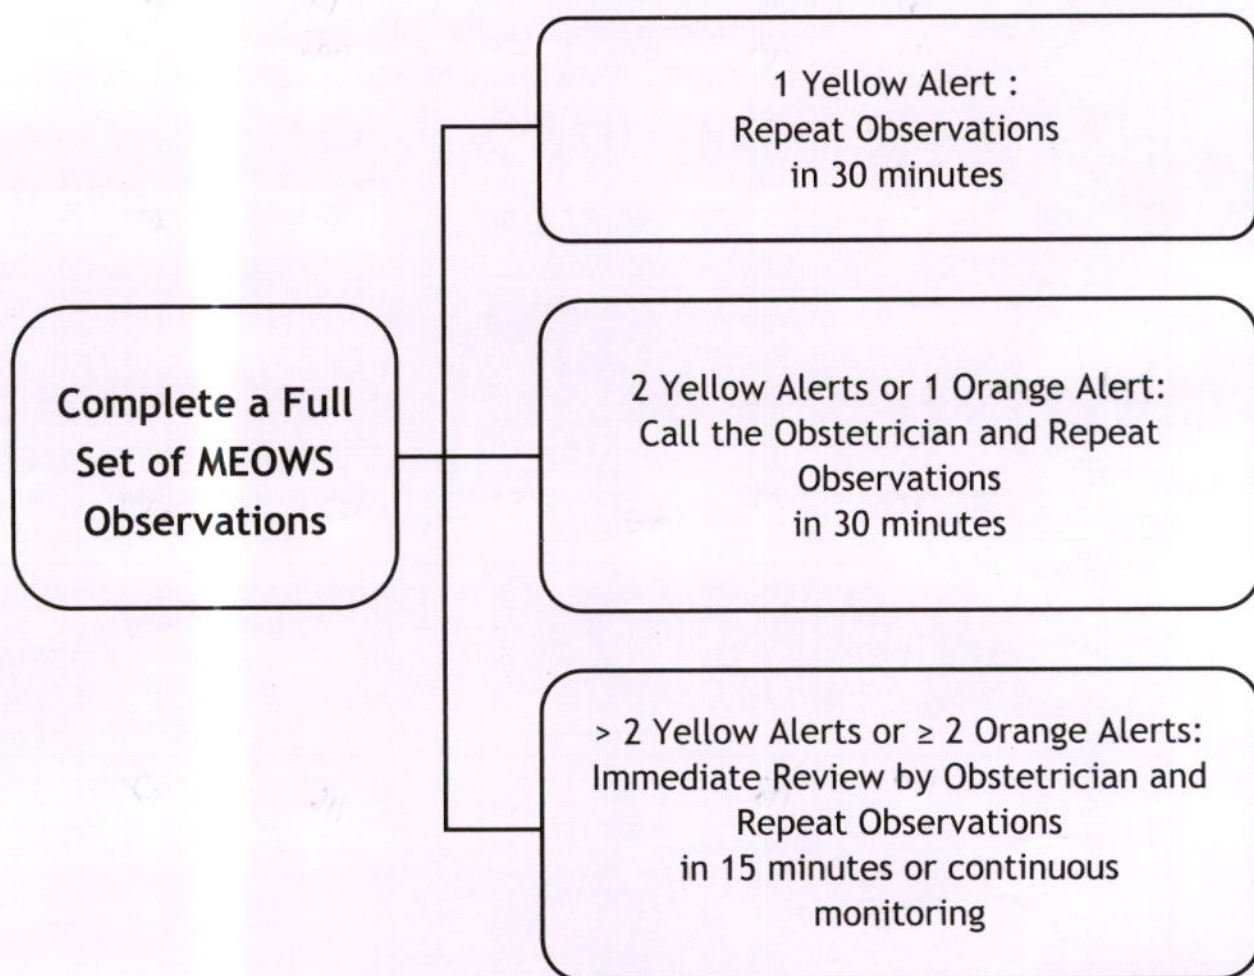 1 Yellow Alert :
Repeat Observations
in 30 minutes
Complete a Full
Set of MEOWS
Observations
2 Yellow Alerts or 1 Orange Alert:
Call the Obstetrician and Repeat
Observations
in 30 minutes
> 2 Yellow Alerts or ≥ 2 Orange Alerts:
Immediate Review by Obstetrician and
Repeat Observations
in 15 minutes or continuous
monitoring